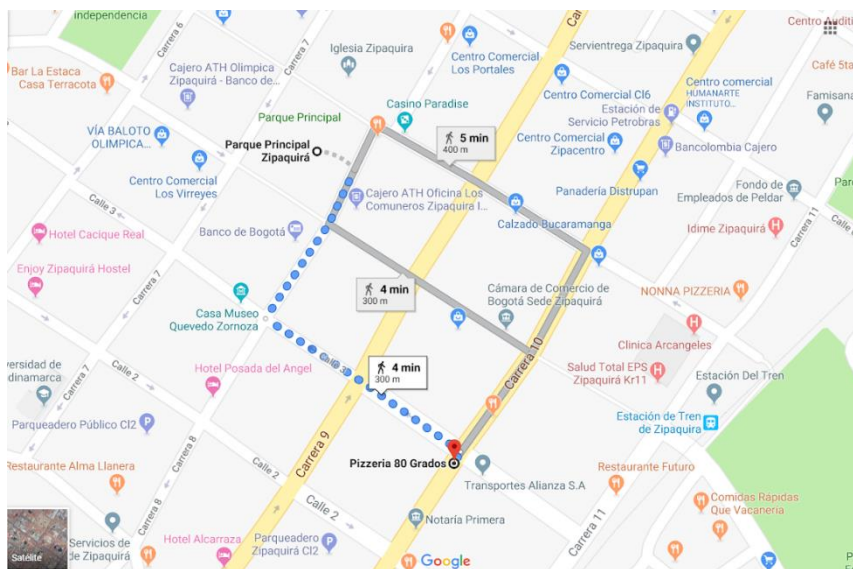 Independencia
Carrera 6
Carrera 7
Iglesia Zipaquira
Centro Comercial
Los Portales
Servientrega Zipaquira
Bar La Estaca
Casa Terracota
Cajero ATH Olimpica
Zipaquirá - Banco de...
Casino Paradise
Centro Comercial Cl6
Estación de
Servicio Petrobras
Centro comercial
HUMANARTE
INSTITUTO...
Café 5ta
Famisana
Parque Principal
VÍA BALOTO
OLIMPICA...
Parque Principal
Zipaquirá
5 min
400 m
Centro Comercial
Zipacentro
Bancolombia Cajero
Centro Comercial
Los Virreyes
Cajero ATH Oficina Los
Comuneros Zipaquira I...
Panadería Distrupan
Fondo de
Empleados de Peldar
Calle 3
Hotel Cacique Real
Banco de Bogotá
Calzado Bucaramanga
Idime Zipaquirá
Carrera 11
Enjoy Zipaquirá Hostel
Carrera 7
4 min
300 m
Cámara de Comercio de
Bogotá Sede Zipaquirá
NONNA PIZZERIA
Casa Museo
Quevedo Zornoza
Clinica Arcangeles
Calle 2
Hotel Posada del Angel
Calle 3
4 min
300 m
Carrera 10
Salud Total EPS
Zipaquirá Kr11
Estación Del Tren
Carrera 7
Parqueadero Público Cl2
Carrera 8
Carrera 9
Estación de Tren
de Zipaquira
Restaurante Alma Llanera
Calle 2
Pizzeria 80 Grados
Transportes Alianza S.A
Restaurante Futuro
Carrera 8
Calle 2
Carrera 11
Comidas Rápidas
Que Vacaneria
Notaría Primera
Satélite
Servicios de
Zipaquirá
Hotel Alcarraza
Parqueadero
Zipaquirá Cl2
Google